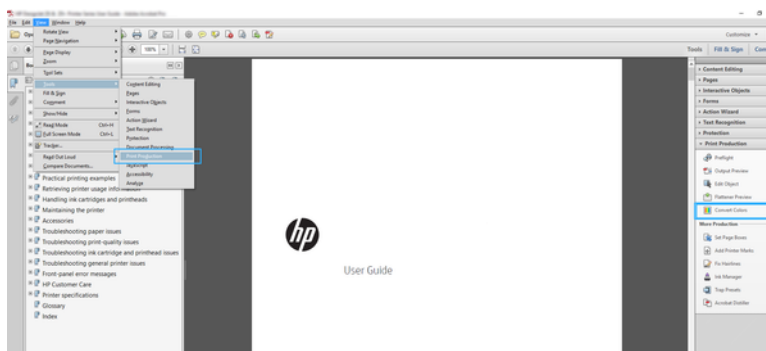 File Edit View Window Help
Rotate View
Page Navigation
Page Display
Zoom
Tool Sets
Tools
Fill & Sign
Comment
Show/Hide
Read Mode Ctrl+H
Full Screen Mode Ctrl+L
Tracker...
Read Out Loud
Compare Documents...
Content Editing
Pages
Interactive Objects
Forms
Action Wizard
Text Recognition
Protection
Document Processing
Print Production
JavaScript
Accessibility
Analyze
Practical printing examples
Retrieving printer usage information
Handling ink cartridges and printheads
Maintaining the printer
Accessories
Troubleshooting paper issues
Troubleshooting print-quality issues
Troubleshooting ink cartridge and printhead issues
Troubleshooting general printer issues
Front-panel error messages
HP Customer Care
Printer specifications
Glossary
Index
hp
User Guide
Customize
Tools Fill & Sign
Content Editing
Pages
Interactive Objects
Forms
Action Wizard
Text Recognition
Protection
Print Production
Preflight
Output Preview
Edit Object
Flattener Preview
Convert Colors
More Production
Set Page Boxes
Add Printer Marks
Fix Hairlines
Ink Manager
Trap Presets
Acrobat Distiller